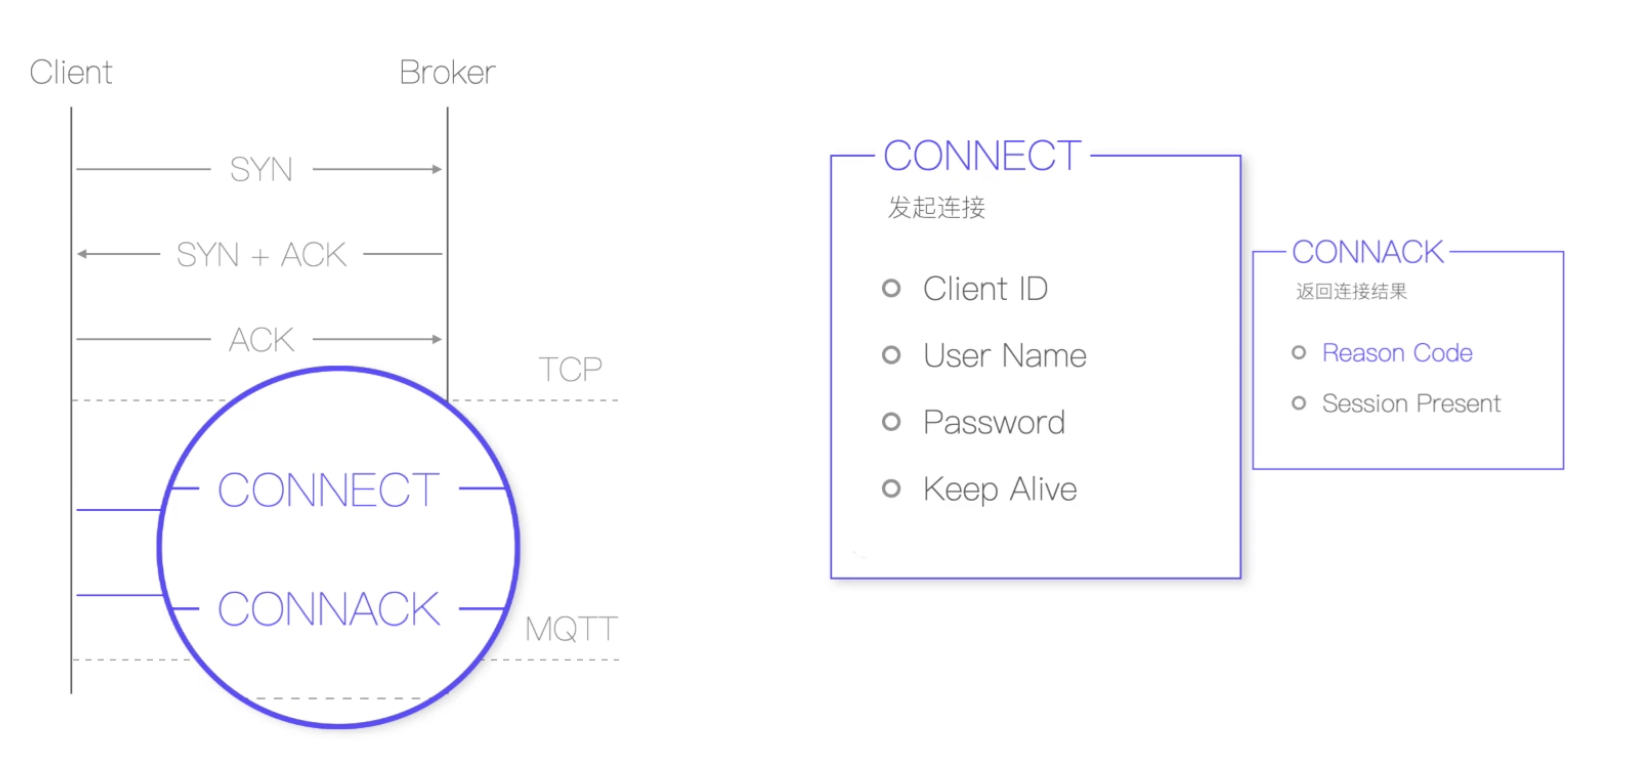 Client
Broker
SYN
SYN + ACK
ACK
TCP
CONNECT
CONNACK
MQTT
CONNECT
发起连接
Client ID
User Name
Password
Keep Alive
CONNACK
返回连接结果
Reason Code
Session Present